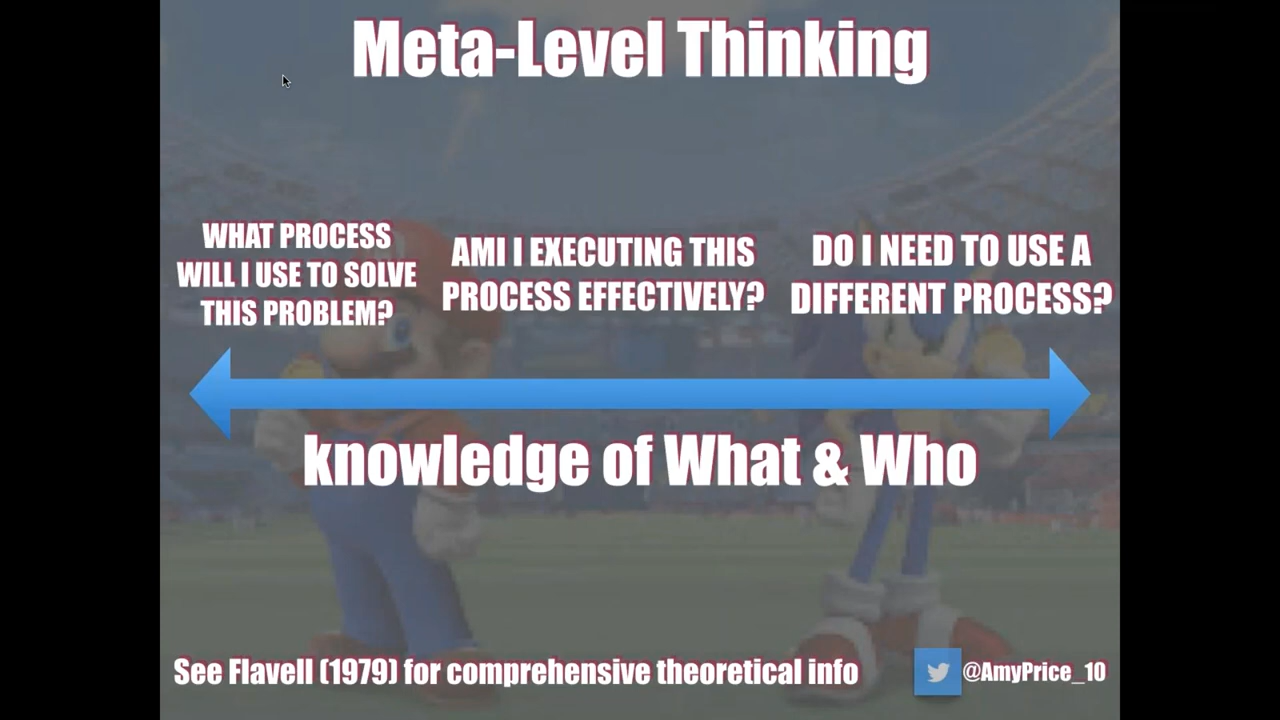 Meta-Level Thinking
WHAT PROCESS
WILL I USE TO SOLVE
THIS PROBLEM?
AMI I EXECUTING THIS
PROCESS EFFECTIVELY?
DO I NEED TO USE A
DIFFERENT PROCESS?
knowledge of What & Who
See Flavell (1979) for comprehensive theoretical info
@AmyPrice_10